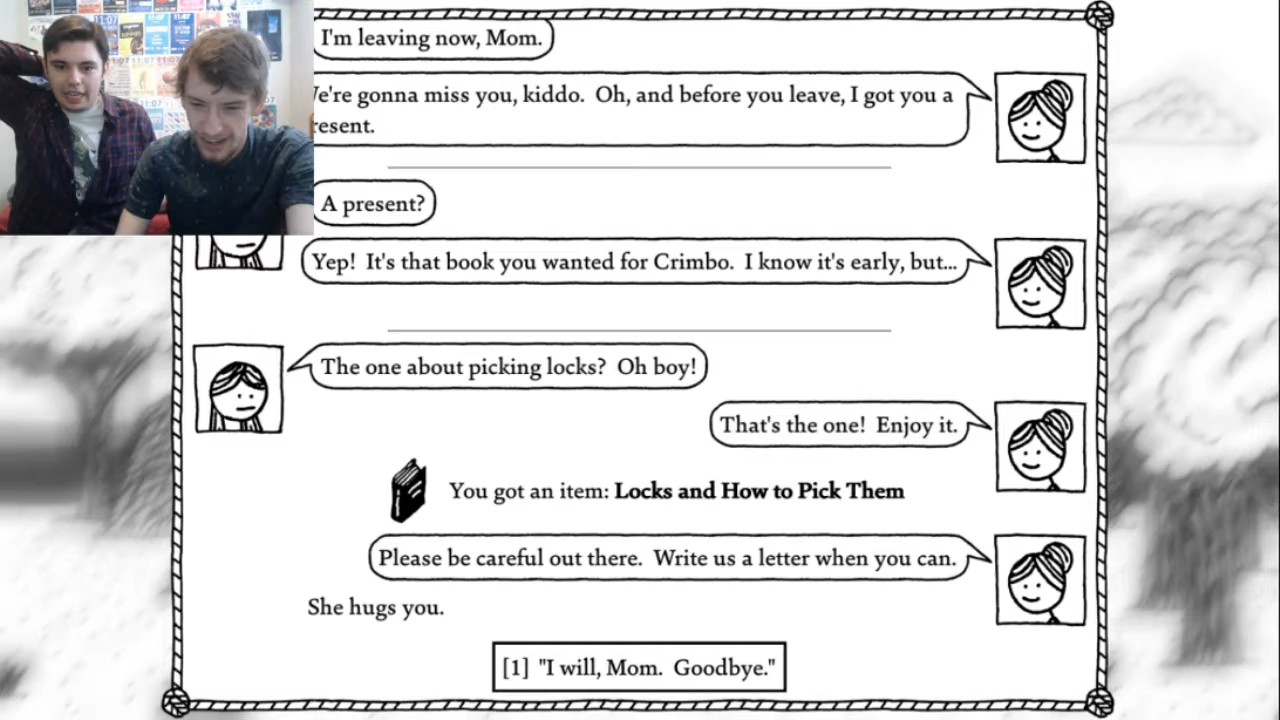 I'm leaving now, Mom.
e're gonna miss you, kiddo. Oh, and before you leave, I got you a
resent.
A present?
Yep! It's that book you wanted for Crimbo. I know it's early, but...
The one about picking locks? Oh boy!
That's the one! Enjoy it.
You got an item: Locks and How to Pick Them
Please be careful out there. Write us a letter when you can.
She hugs you.
[1] "I will, Mom. Goodbye."